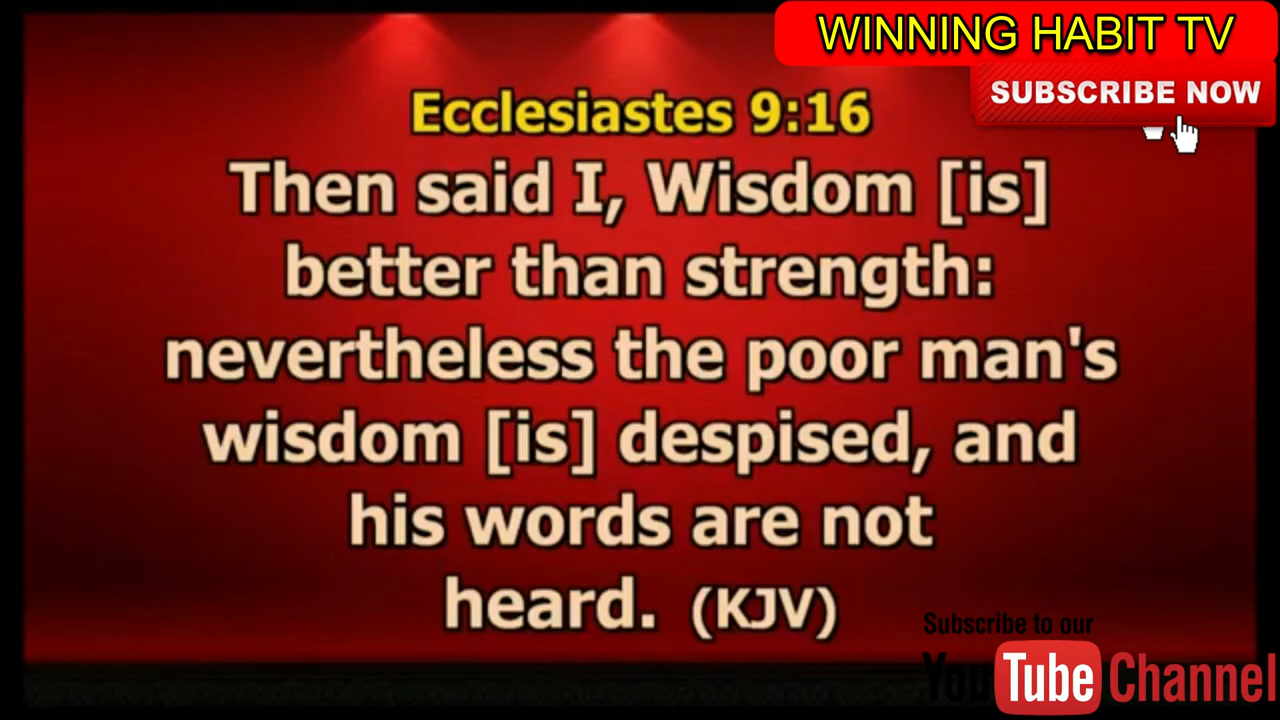 WINNING HABIT TV
SUBSCRIBE NOW
Ecclesiastes 9:16
Then said I, Wisdom [is]
better than strength:
nevertheless the poor man's
wisdom [is] despised, and
his words are not
heard. (KJV)
Subscribe to our
YouTube Channel